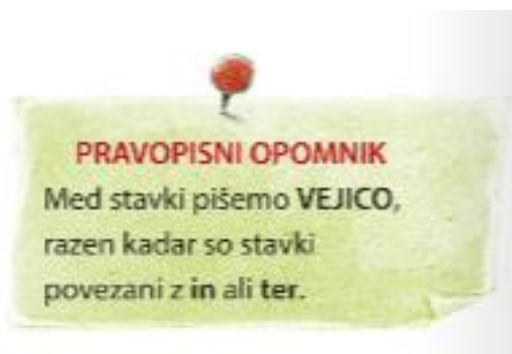 PRAVOPISNI OPOMNIK
Med stavki pišemo VEJICO,
razen kadar so stavki
povezani z in ali ter.